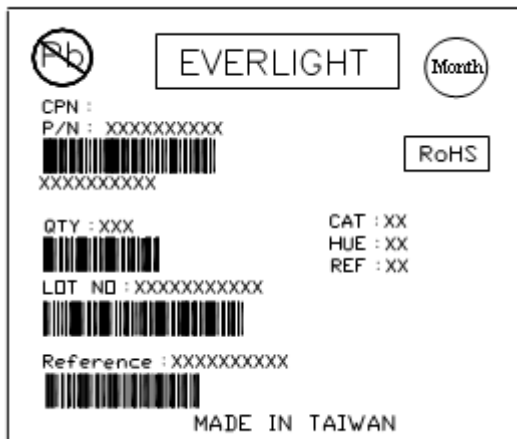 Pb
EVERLIGHT
Month
CPN :
P/N : XXXXXXXXXX
RoHS
XXXXXXXXXX
QTY : XXX
CAT : XX
HUE : XX
REF : XX
LOT NO : XXXXXXXXXXX
Reference : XXXXXXXXXX
MADE IN TAIWAN